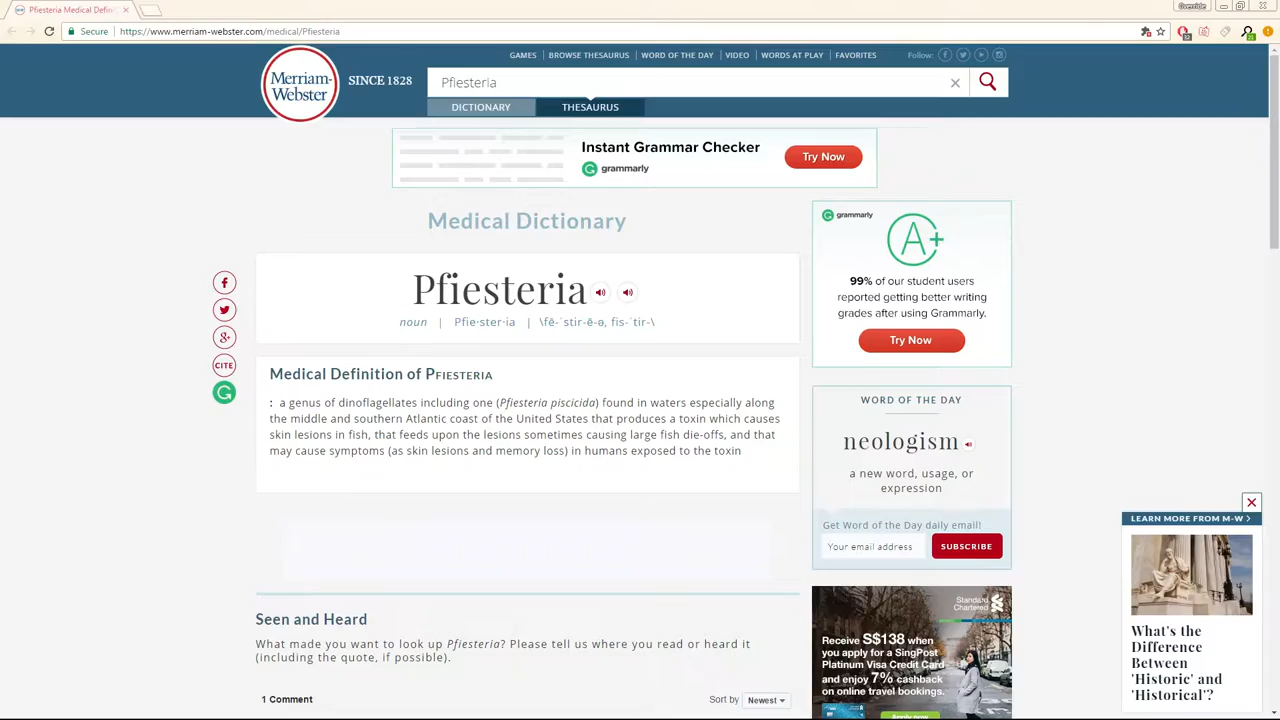 Pfiesteria Medical Defin
Override
Secure
https://www.merriam-webster.com/medical/Pfiesteria
GAMES | BROWSE THESAURUS | WORD OF THE DAY | VIDEO | WORDS AT PLAY | FAVORITES
Follow:
Merriam-
Webster
SINCE 1828
Pfiesteria
DICTIONARY
THESAURUS
Instant Grammar Checker
grammarly
Try Now
Medical Dictionary
Pfiesteria
noun | Pfie·ster·ia | \fē-ˈstir-ē-ə, fis-ˈtir-\
CITE
Medical Definition of PFIESTERIA
: a genus of dinoflagellates including one (Pfiesteria piscicida) found in waters especially along
the middle and southern Atlantic coast of the United States that produces a toxin which causes
skin lesions in fish, that feeds upon the lesions sometimes causing large fish die-offs, and that
may cause symptoms (as skin lesions and memory loss) in humans exposed to the toxin
Seen and Heard
What made you want to look up Pfiesteria? Please tell us where you read or heard it
(including the quote, if possible).
1 Comment
Sort by
Newest
grammarly
A+
99% of our student users
reported getting better writing
grades after using Grammarly.
Try Now
WORD OF THE DAY
neologism
a new word, usage, or
expression
Get Word of the Day daily email!
Your email address
SUBSCRIBE
Standard
Chartered
Receive S$138 when
you apply for a SingPost
Platinum Visa Credit Card
and enjoy 7% cashback
on online travel bookings.
Apply now
LEARN MORE FROM M-W
What's the
Difference
Between
'Historic' and
'Historical'?